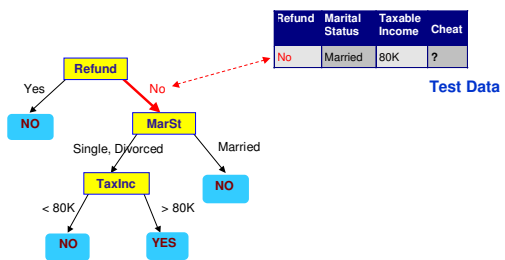 Refund Marital Status Taxable Income Cheat
No Married 80K ?
Test Data
Refund
Yes
No
NO
MarSt
Single, Divorced
Married
TaxInc
NO
< 80K
> 80K
NO
YES